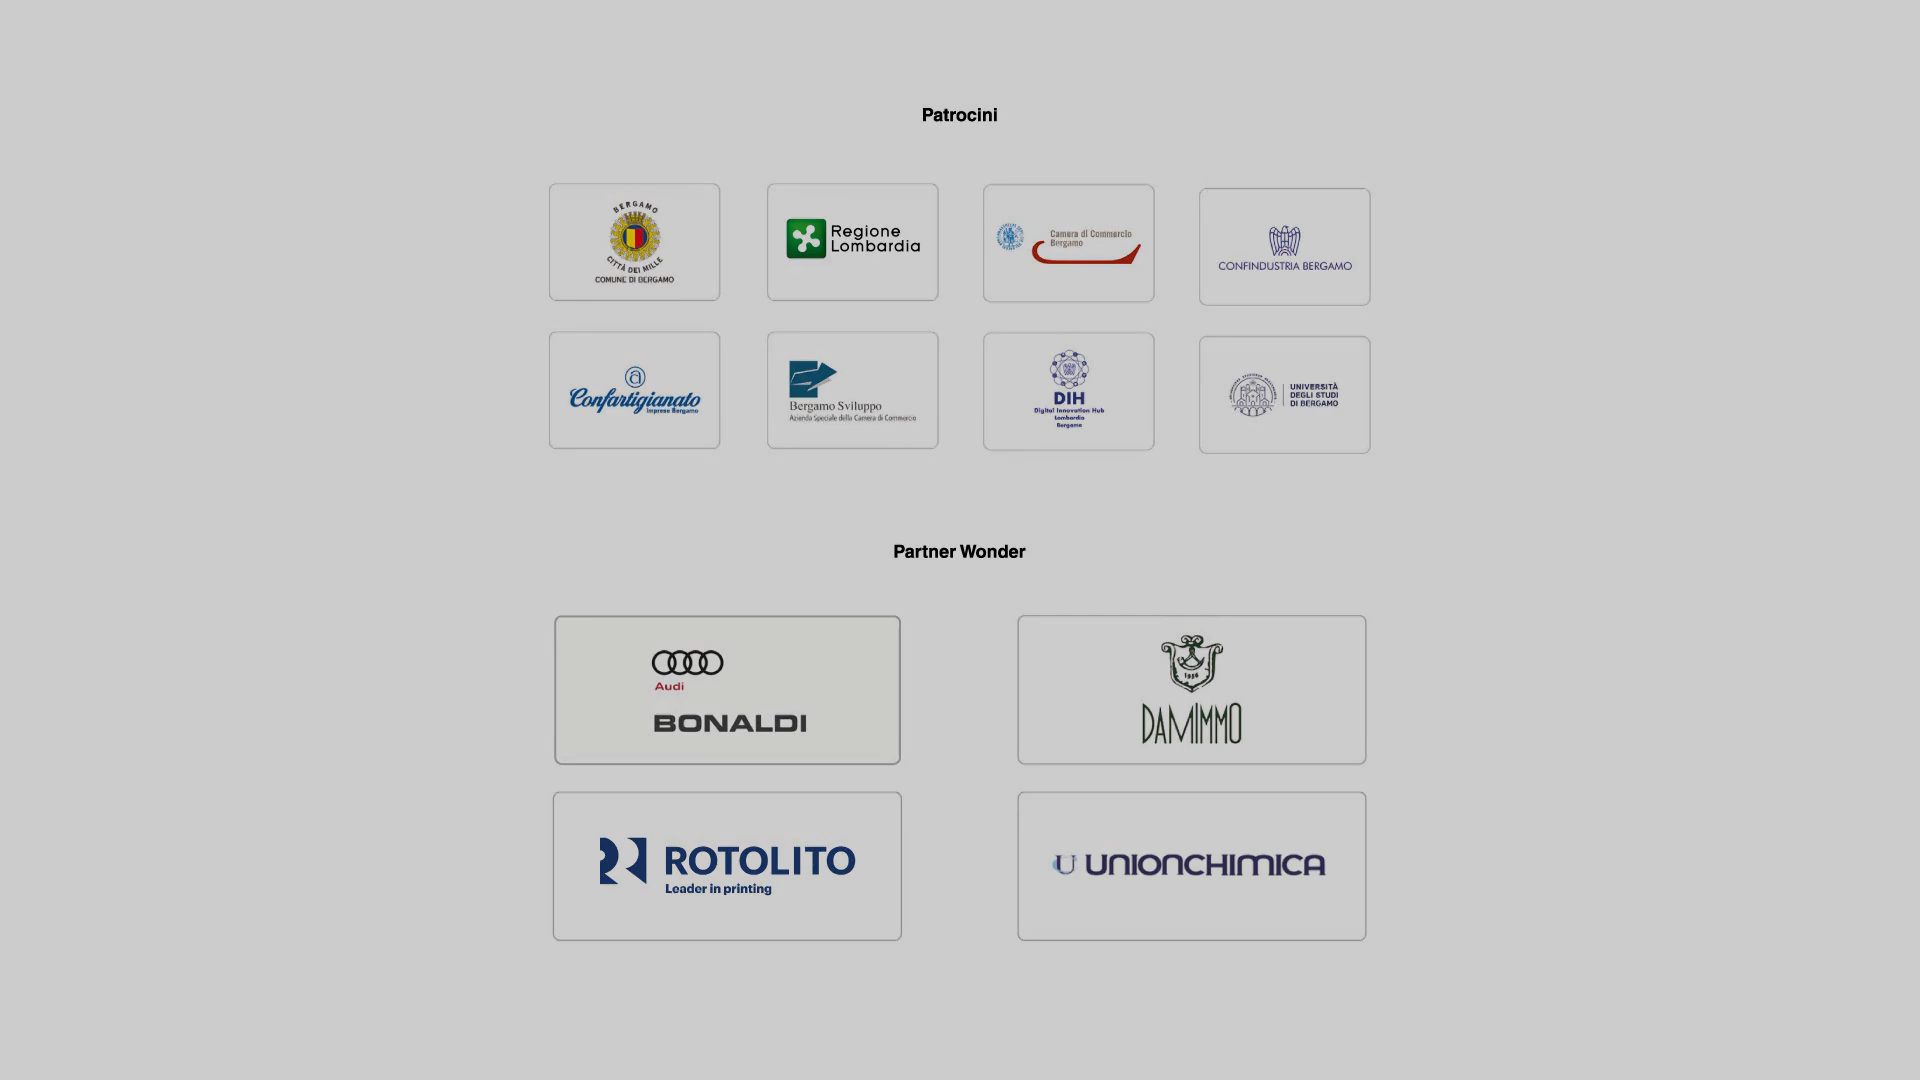 Patrocini
BERGAMO
CITTÀ DEI MILLE
COMUNE DI BERGAMO
Regione
Lombardia
Camera di Commercio
Bergamo
CONFINDUSTRIA BERGAMO
Confartigianato
Imprese Bergamo
Bergamo Sviluppo
Azienda Speciale della Camera di Commercio
DIH
Digital Innovation Hub
Lombardia
Bergamo
UNIVERSITÀ
DEGLI STUDI
DI BERGAMO
Partner Wonder
Audi
BONALDI
1956
DAMIMMO
ROTOLITO
Leader in printing
U UNIONCHIMICA